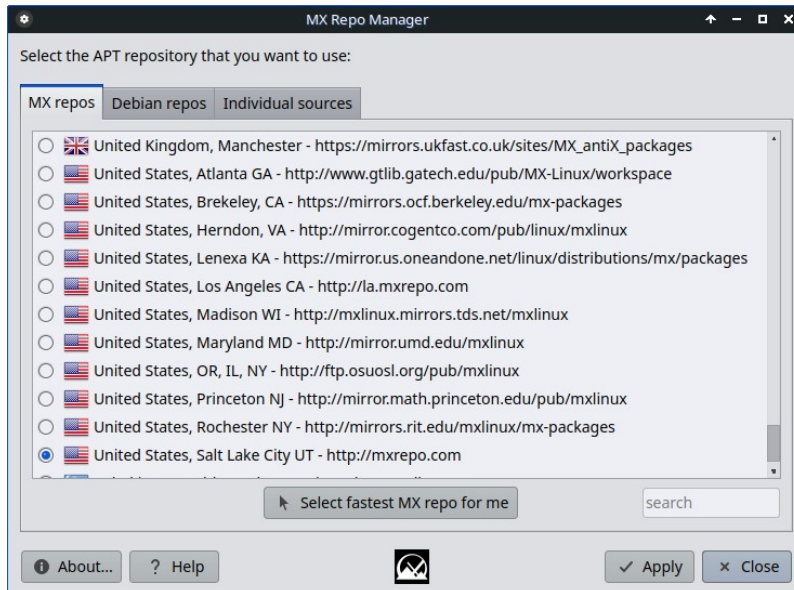 MX Repo Manager
Select the APT repository that you want to use:
MX repos Debian repos Individual sources
United Kingdom, Manchester - https://mirrors.ukfast.co.uk/sites/MX_antiX_packages
United States, Atlanta GA - http://www.gtlib.gatech.edu/pub/MX-Linux/workspace
United States, Brekeley, CA - https://mirrors.ocf.berkeley.edu/mx-packages
United States, Herndon, VA - http://mirror.cogentco.com/pub/linux/mxlinux
United States, Lenexa KA - https://mirror.us.oneandone.net/linux/distributions/mx/packages
United States, Los Angeles CA - http://la.mxrepo.com
United States, Madison WI - http://mxlinux.mirrors.tds.net/mxlinux
United States, Maryland MD - http://mirror.umd.edu/mxlinux
United States, OR, IL, NY - http://ftp.osuosl.org/pub/mxlinux
United States, Princeton NJ - http://mirror.math.princeton.edu/pub/mxlinux
United States, Rochester NY - http://mirrors.rit.edu/mxlinux/mx-packages
United States, Salt Lake City UT - http://mxrepo.com
Select fastest MX repo for me search
About... ? Help Apply Close